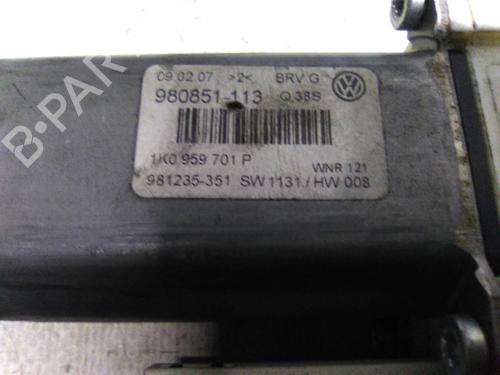 09.02.07 >2< BRV G
980851-113 Q 38S
1K0 959 701 P
WNR 121
981235-351 SW 1131 / HW 008